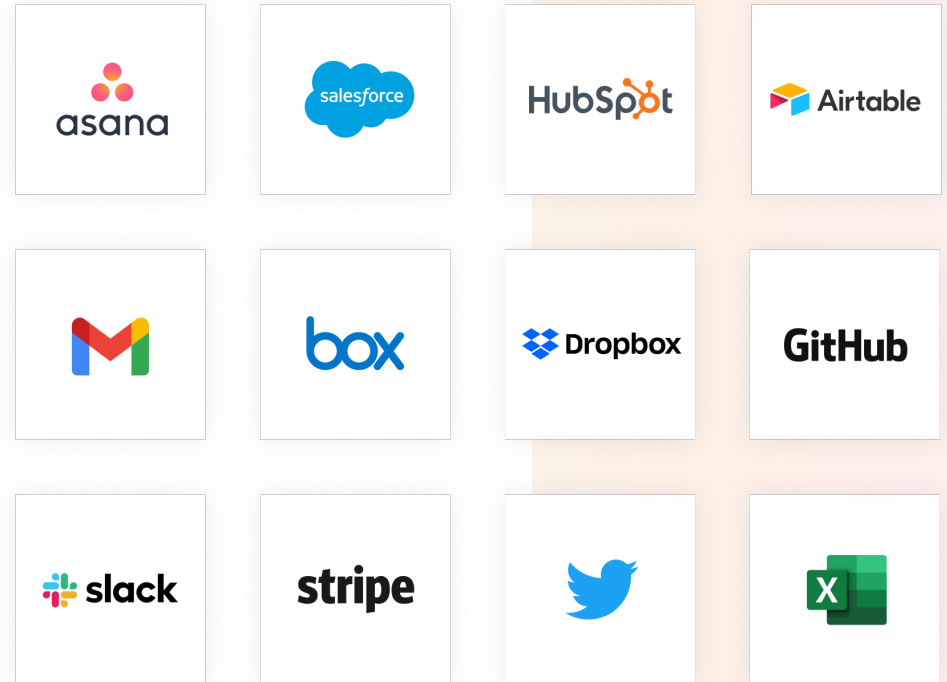 asana
salesforce
HubSpot
Airtable
box
Dropbox
GitHub
slack
stripe
X